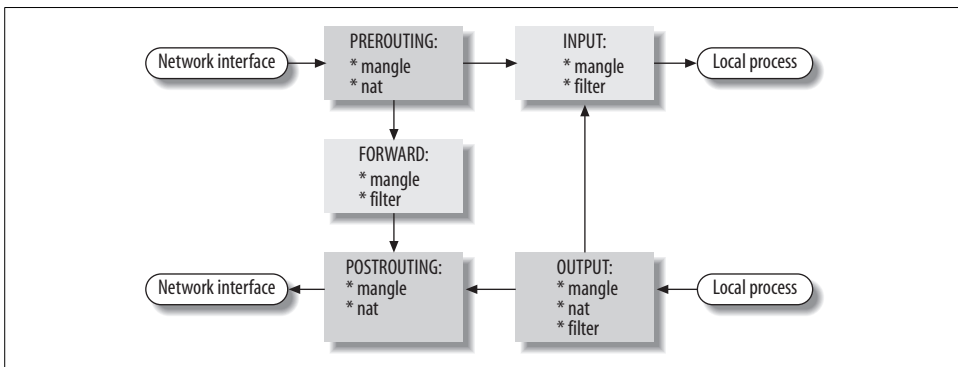 Network interface
PREROUTING:
* mangle
* nat
INPUT:
* mangle
* filter
Local process
FORWARD:
* mangle
* filter
Network interface
POSTROUTING:
* mangle
* nat
OUTPUT:
* mangle
* nat
* filter
Local process